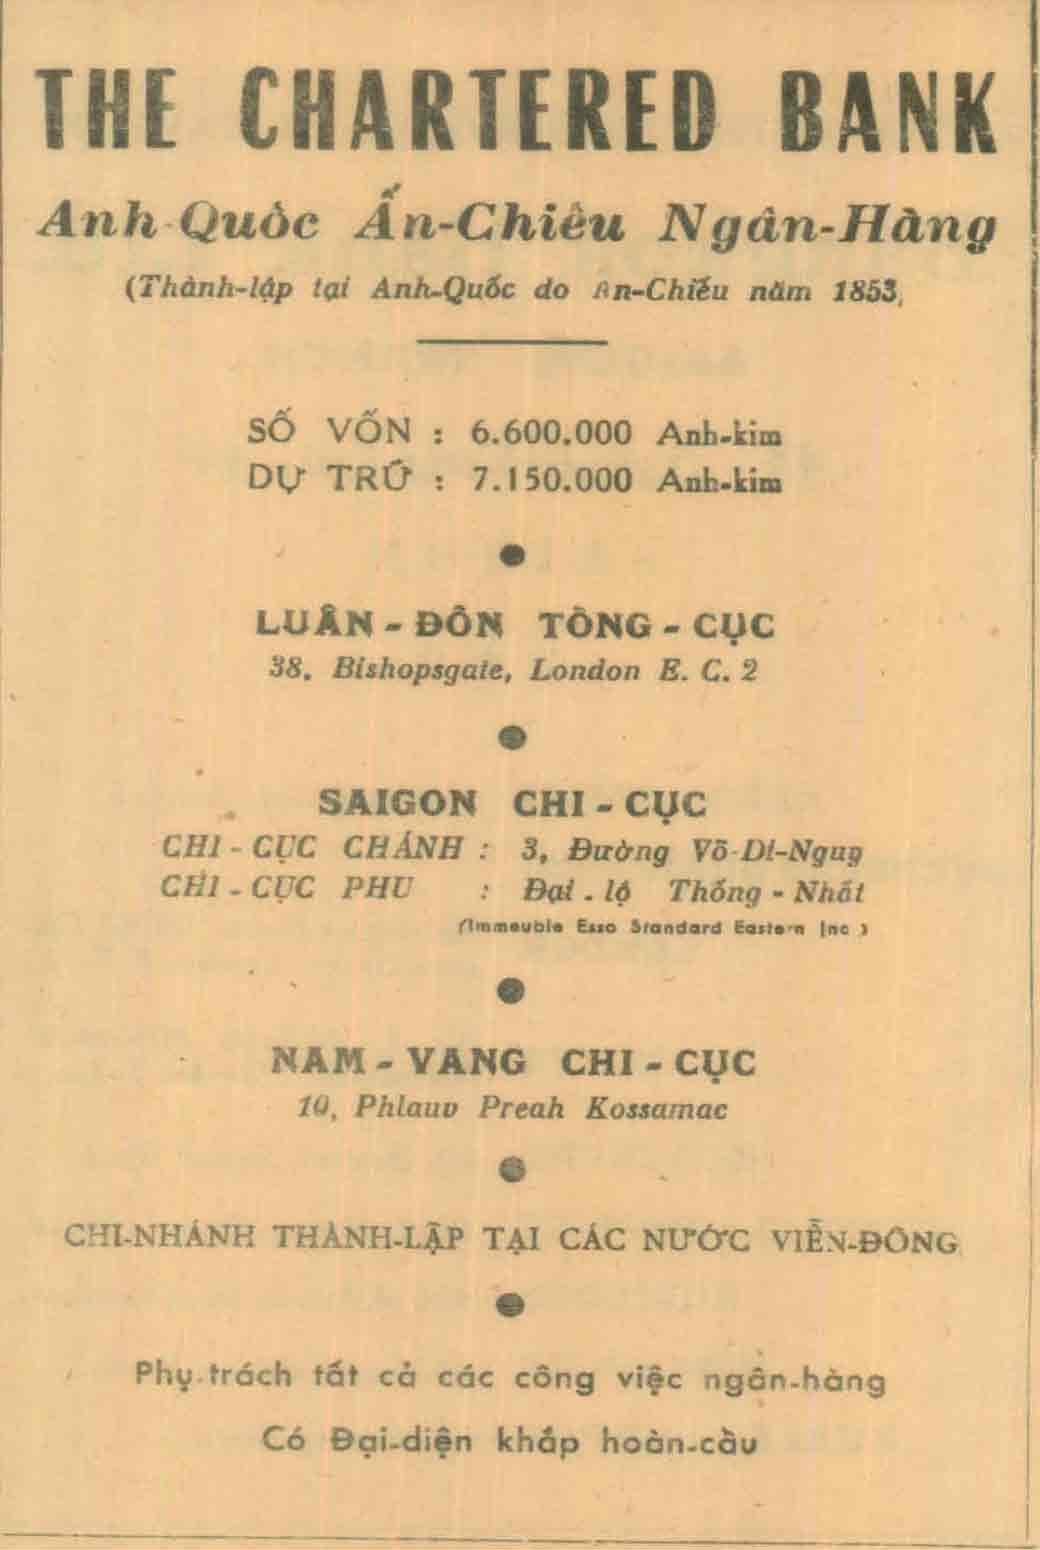 THE CHARTERED BANK
Anh-Quốc Ấn-Chiếu Ngân-Hàng
(Thành-lập tại Anh-Quốc do Ấn-Chiếu năm 1853)
SỐ VỐN : 6.600.000 Anh-kim
DỰ TRỮ : 7.150.000 Anh-kim
●
LUÂN - ĐÔN TỔNG - CỤC
38, Bishopsgate, London E. C. 2
●
SAIGON CHI - CỤC
CHI - CỤC CHÁNH : 3, Đường Võ-Di-Nguy
CHI - CỤC PHỤ : Đại - lộ Thống - Nhất
(Immeuble Esso Standard Eastern Inc )
●
NAM - VANG CHI - CỤC
10, Phlauv Preah Kossamac
●
CHI-NHÁNH THÀNH-LẬP TẠI CÁC NƯỚC VIỄN-ĐÔNG
●
Phụ-trách tất cả các công việc ngân-hàng
Có Đại-diện khắp hoàn-cầu